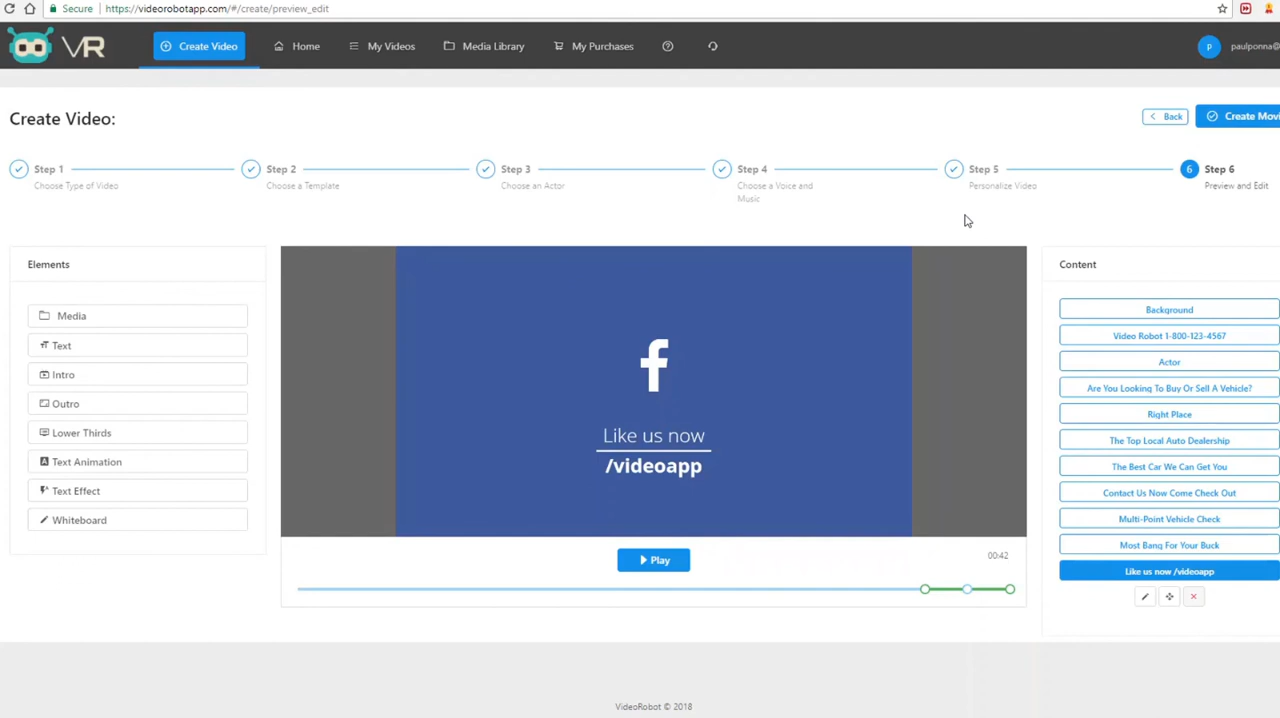 Secure https://videorobotapp.com/#/create/preview_edit
VR
Create Video
Home
My Videos
Media Library
My Purchases
P
paulponna@
Create Video:
Back
Create Movi
Step 1
Choose Type of Video
Step 2
Choose a Template
Step 3
Choose an Actor
Step 4
Choose a Voice and
Music
Step 5
Personalize Video
6 Step 6
Preview and Edit
Elements
Media
Text
Intro
Outro
Lower Thirds
Text Animation
Text Effect
Whiteboard
Like us now
/videoapp
Play
00:42
Content
Background
Video Robot 1-800-123-4567
Actor
Are You Looking To Buy Or Sell A Vehicle?
Right Place
The Top Local Auto Dealership
The Best Car We Can Get You
Contact Us Now Come Check Out
Multi-Point Vehicle Check
Most Bang For Your Buck
Like us now /videoapp
VideoRobot © 2018